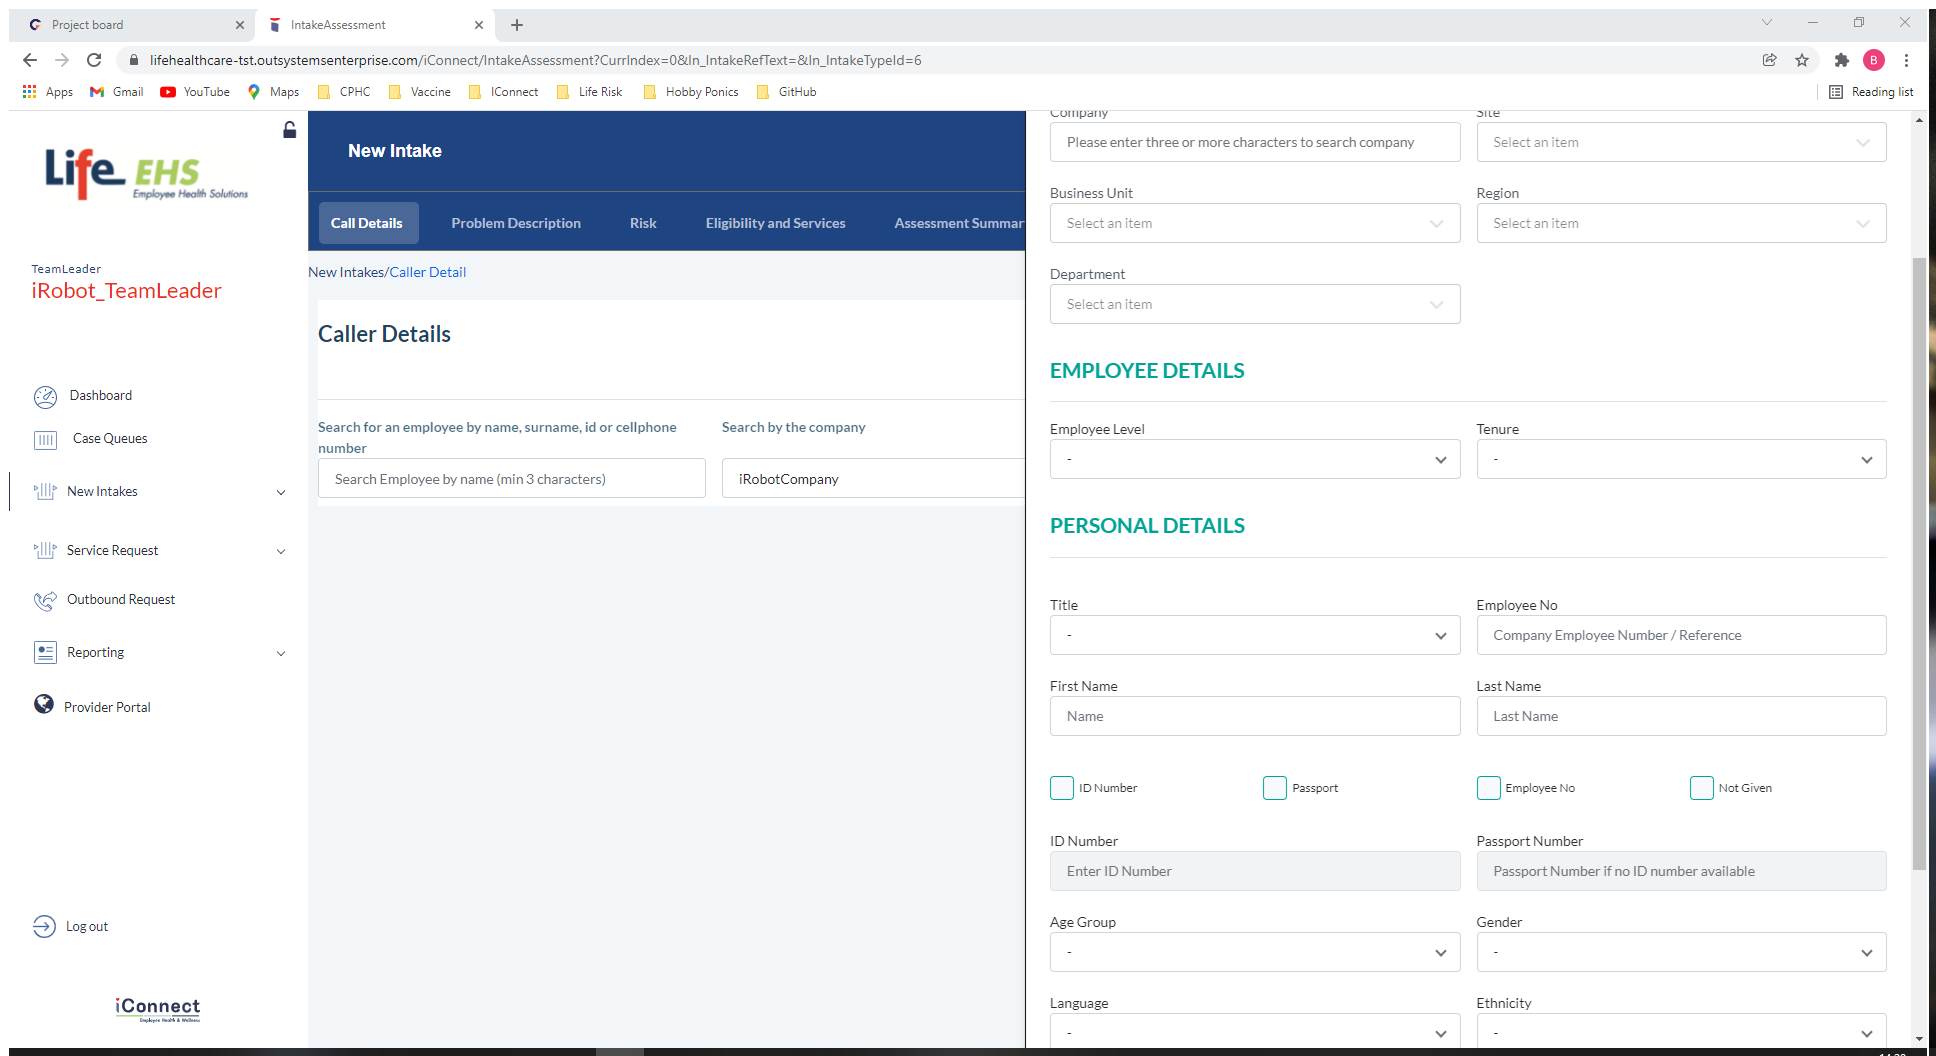 Project board
IntakeAssessment
lifehealthcare-tst.outsystemsenterprise.com/iConnect/IntakeAssessment?CurrIndex=0&In_IntakeRefText=&In_IntakeTypeId=6
B
Apps Gmail YouTube Maps CPHC Vaccine IConnect Life Risk Hobby Ponics GitHub Reading list
Life EHS
Employee Health Solutions
TeamLeader
iRobot_TeamLeader
Dashboard
Case Queues
New Intakes
Service Request
Outbound Request
Reporting
Provider Portal
Log out
iConnect
Employee Health & Wellness
New Intake
Call Details Problem Description Risk Eligibility and Services Assessment Summar
New Intakes/Caller Detail
Caller Details
Search for an employee by name, surname, id or cellphone
number
Search Employee by name (min 3 characters)
Search by the company
iRobotCompany
Company
Please enter three or more characters to search company
Site
Select an item
Business Unit
Select an item
Region
Select an item
Department
Select an item
EMPLOYEE DETAILS
Employee Level
-
Tenure
-
PERSONAL DETAILS
Title
-
Employee No
Company Employee Number / Reference
First Name
Name
Last Name
Last Name
ID Number Passport Employee No Not Given
ID Number
Enter ID Number
Passport Number
Passport Number if no ID number available
Age Group
-
Gender
-
Language
-
Ethnicity
-